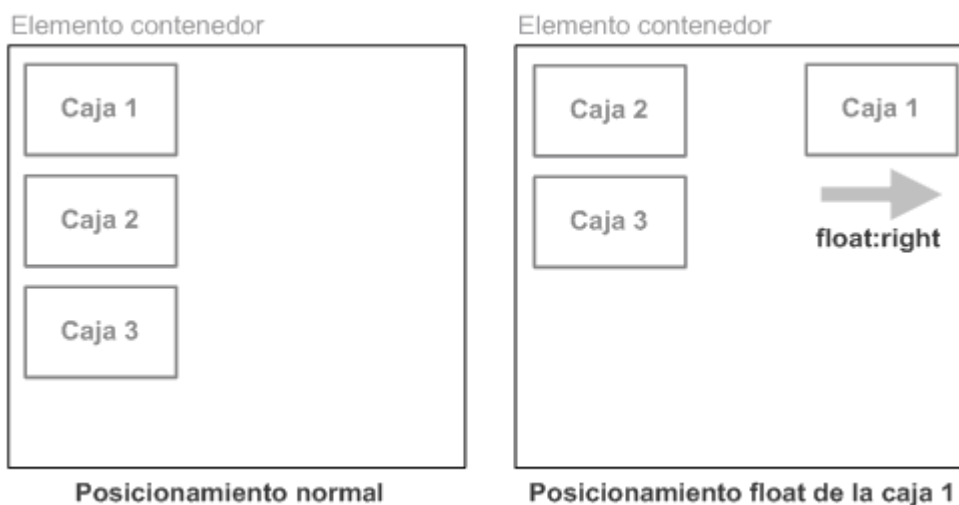 Elemento contenedor
Caja 1
Caja 2
Caja 3
Posicionamiento normal
Elemento contenedor
Caja 2
Caja 1
Caja 3
float:right
Posicionamiento float de la caja 1